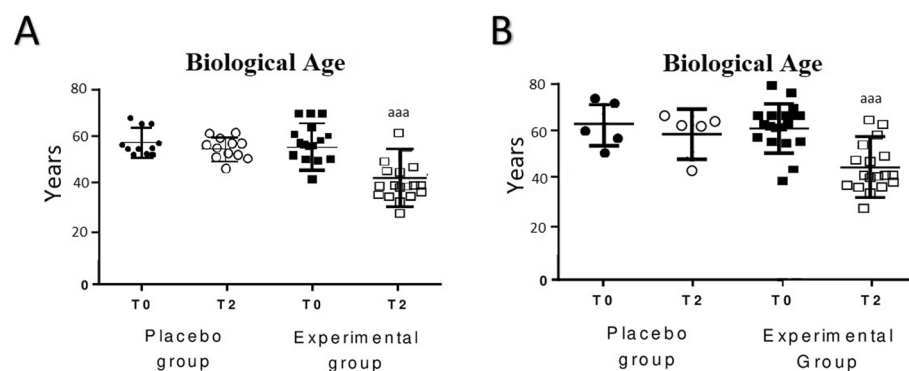 A
Biological Age
Years
80
60
40
20
0
aaa
T0 T2 T0 T2
Placebo group
Experimental group
B
Biological Age
Years
80
60
40
20
0
aaa
T0 T2 T0 T2
Placebo group
Experimental Group